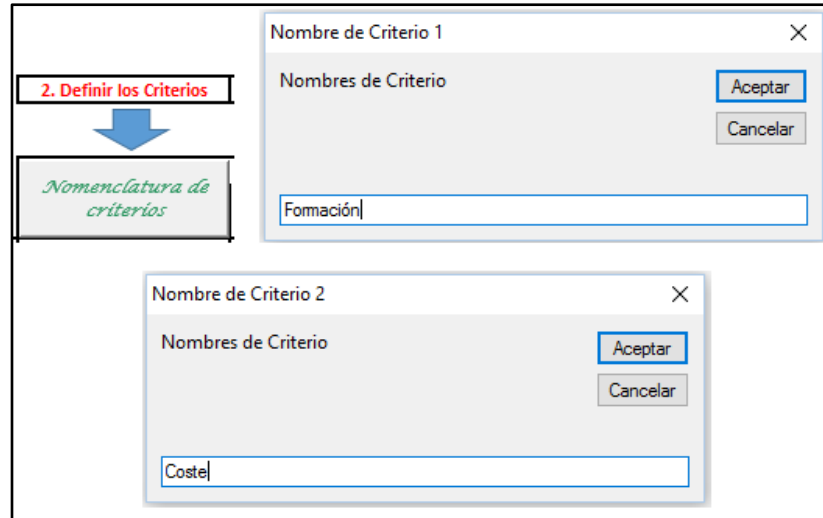 2. Definir los Criterios
Nomenclatura de
criterios
Nombre de Criterio 1
Nombres de Criterio
Aceptar
Cancelar
Formación
Nombre de Criterio 2
Nombres de Criterio
Aceptar
Cancelar
Coste